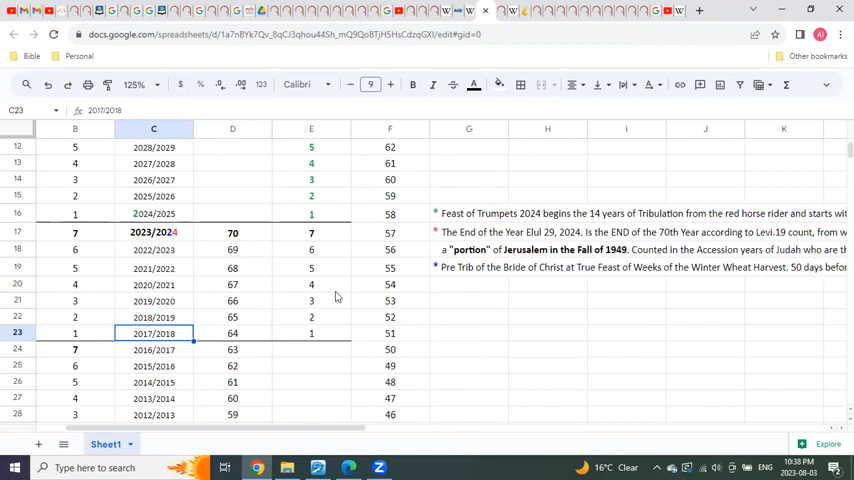 docs.google.com/spreadsheets/d/1a7nBYk7Qv_8qCJ3qhou44Sh_mQ9QoBTjH5HsCdzqGXI/edit#gid=0
Bible Personal Other bookmarks
125% $ % .0 .00 123 Calibri 9 B I S A
C23 fx 2017/2018
B C D E F G H I J K
12 5 2028/2029 5 62
13 4 2027/2028 4 61
14 3 2026/2027 3 60
15 2 2025/2026 2 59
16 1 2024/2025 1 58 * Feast of Trumpets 2024 begins the 14 years of Tribulation from the red horse rider and starts wit
17 7 2023/2024 70 7 57 * The End of the Year Elul 29, 2024. Is the END of the 70th Year according to Levi.19 count, from w
18 6 2022/2023 69 6 56 a "portion" of Jerusalem in the Fall of 1949. Counted in the Accession years of Judah who are th
19 5 2021/2022 68 5 55 * Pre Trib of the Bride of Christ at True Feast of Weeks of the Winter Wheat Harvest. 50 days befor
20 4 2020/2021 67 4 54
21 3 2019/2020 66 3 53
22 2 2018/2019 65 2 52
23 1 2017/2018 64 1 51
24 7 2016/2017 63 50
25 6 2015/2016 62 49
26 5 2014/2015 61 48
27 4 2013/2014 60 47
28 3 2012/2013 59 46
Sheet1 Explore
Type here to search 16°C Clear ENG 10:38 PM
2023-08-03 2